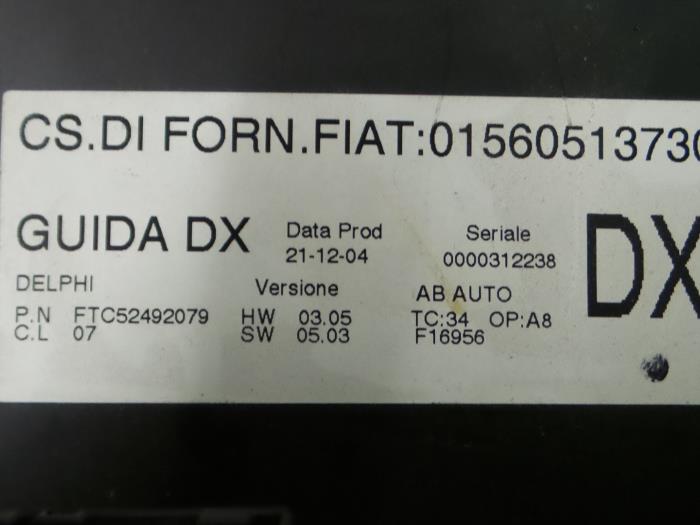 CS.DI FORN.FIAT:0156051373
GUIDA DX
Data Prod
21-12-04
Seriale
0000312238
DX
DELPHI
P.N FTC52492079
C.L 07
Versione
HW 03.05
SW 05.03
AB AUTO
TC:34 OP:A8
F16956